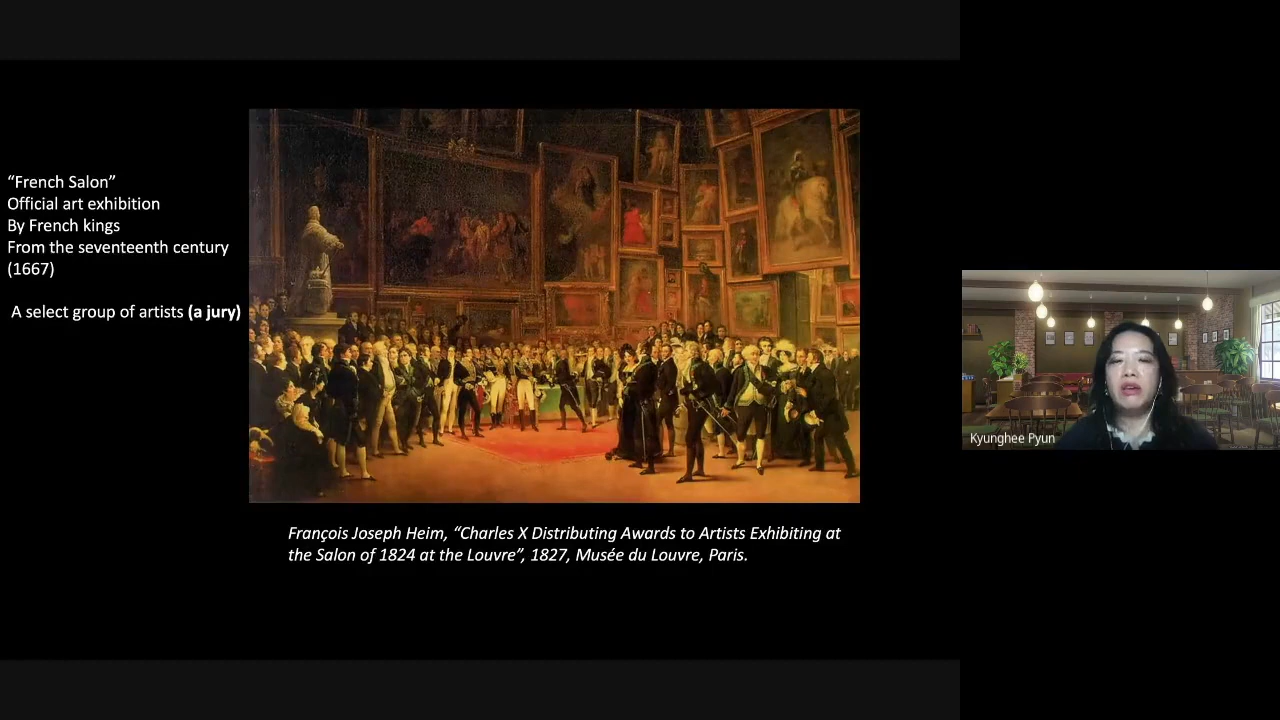 “French Salon”
Official art exhibition
By French kings
From the seventeenth century
(1667)
A select group of artists (a jury)
François Joseph Heim, “Charles X Distributing Awards to Artists Exhibiting at
the Salon of 1824 at the Louvre”, 1827, Musée du Louvre, Paris.
Kyunghee Pyun